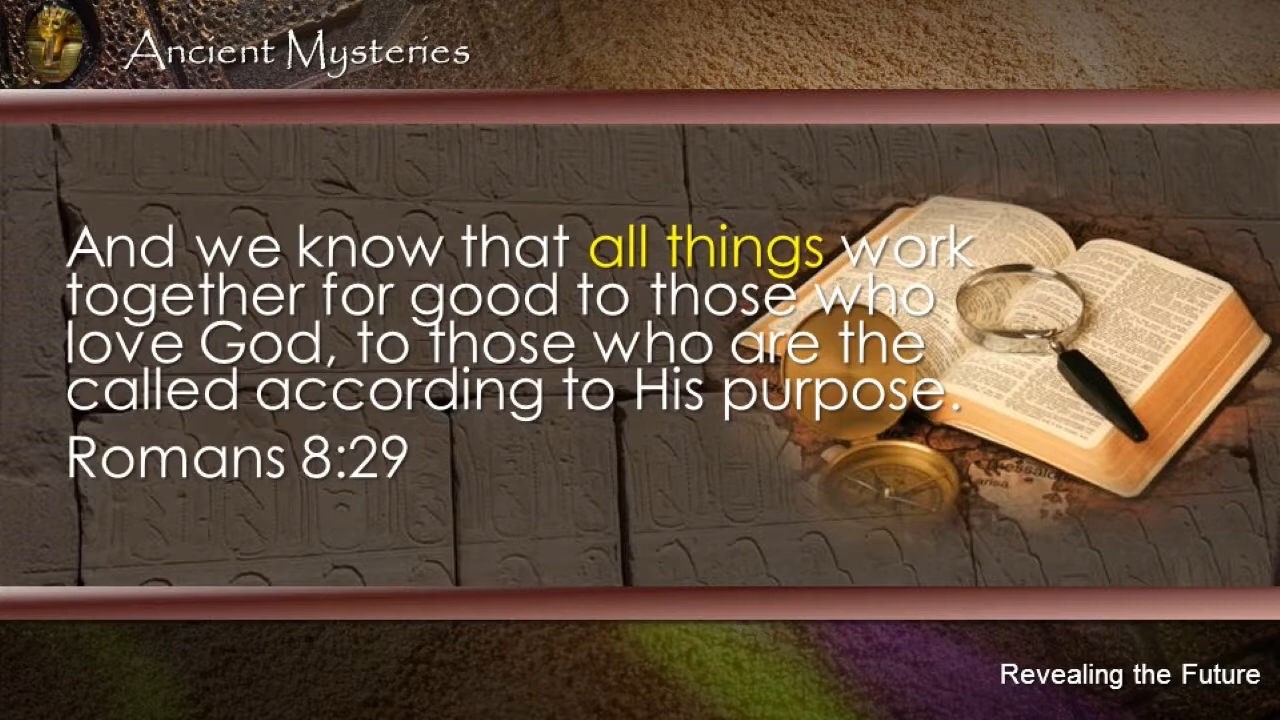 Ancient Mysteries
And we know that all things work
together for good to those who
love God, to those who are the
called according to His purpose.
Romans 8:29
Revealing the Future